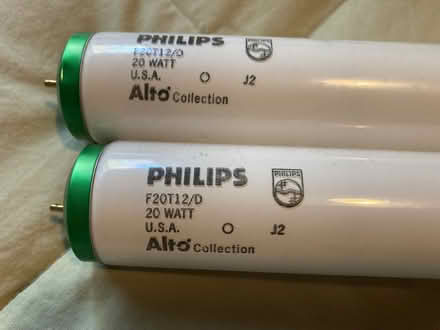 PHILIPS
F20T12/D
20 WATT
U.S.A. J2
Alto Collection
PHILIPS
F20T12/D
20 WATT
U.S.A. J2
Alto Collection